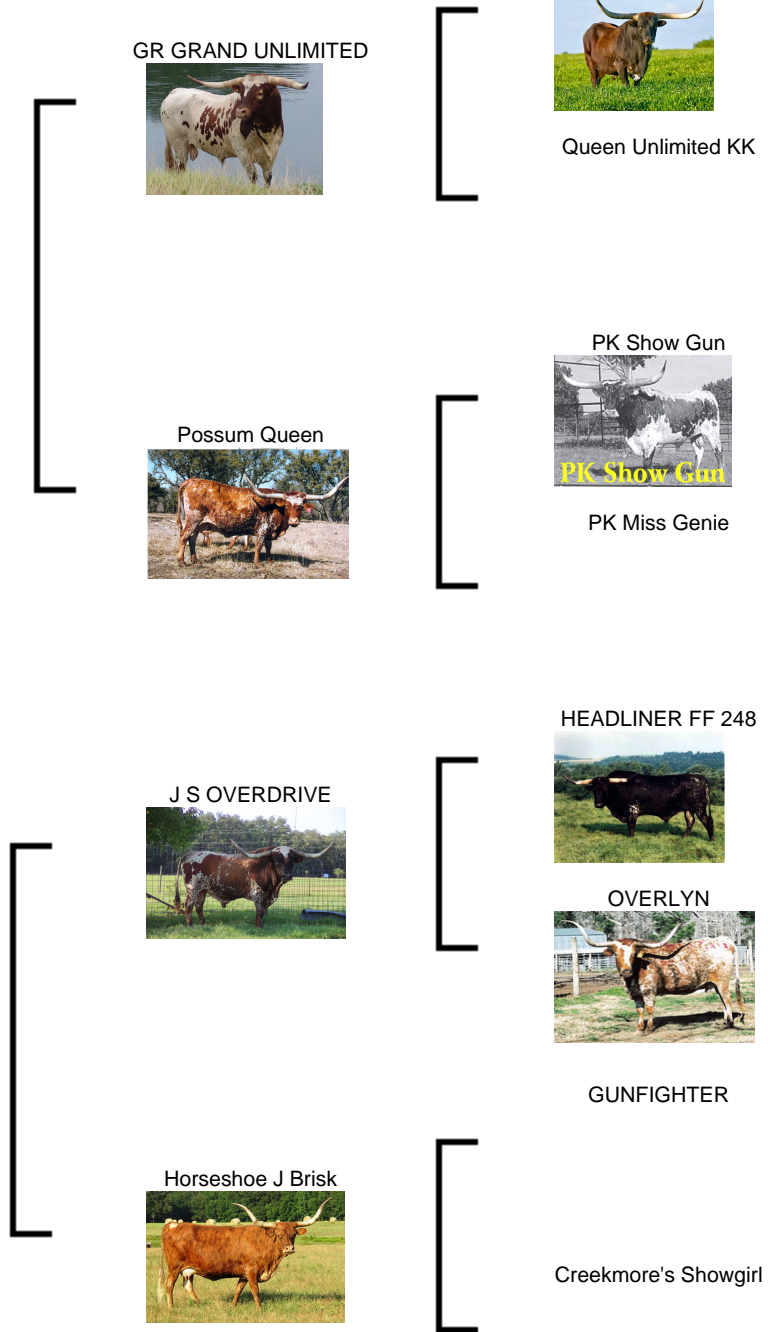 GR GRAND UNLIMITED
Queen Unlimited KK
PK Show Gun
PK Show Gun
Possum Queen
PK Miss Genie
HEADLINER FF 248
J S OVERDRIVE
OVERLYN
GUNFIGHTER
Horseshoe J Brisk
Creekmore's Showgirl